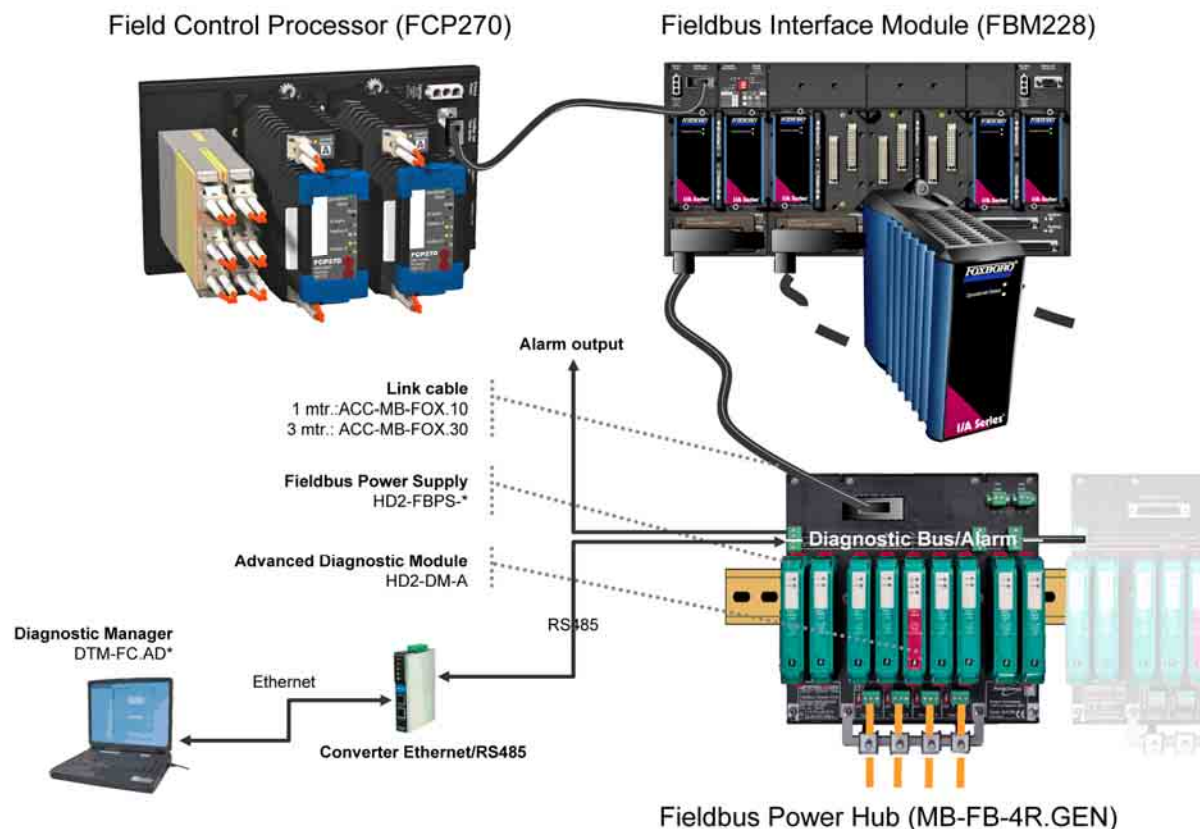 Field Control Processor (FCP270)
Fieldbus Interface Module (FBM228)
FCP270
FOXBORO
I/A Series
Alarm output
Link cable
1 mtr.:ACC-MB-FOX.10
3 mtr.: ACC-MB-FOX.30
Fieldbus Power Supply
HD2-FBPS-*
Advanced Diagnostic Module
HD2-DM-A
Diagnostic Bus/Alarm
RS485
Diagnostic Manager
DTM-FC.AD*
Ethernet
Converter Ethernet/RS485
Fieldbus Power Hub (MB-FB-4R.GEN)